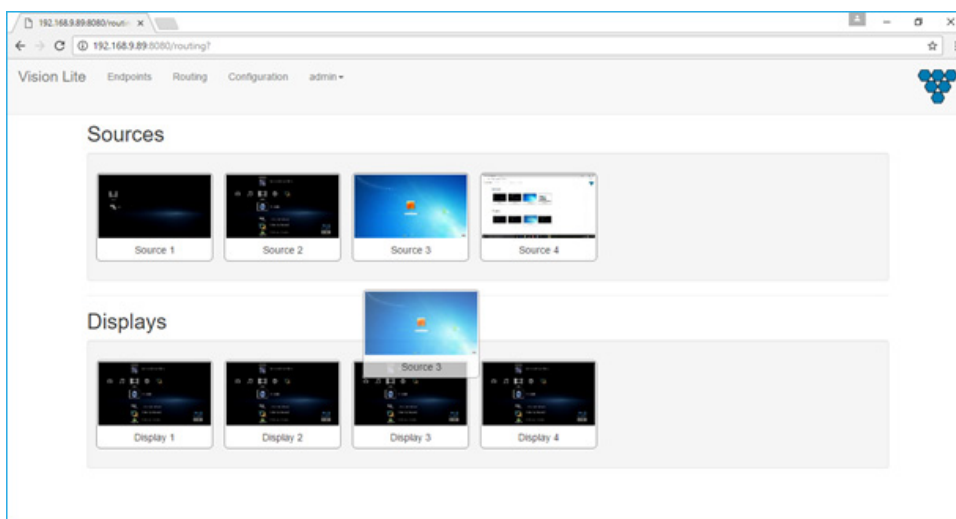 192.168.9.89:8080/routin
192.168.9.89:8080/routing?
Vision Lite Endpoints Routing Configuration admin
Sources
Source 1 Source 2 Source 3 Source 4
Displays
Source 3
Display 1 Display 2 Display 3 Display 4